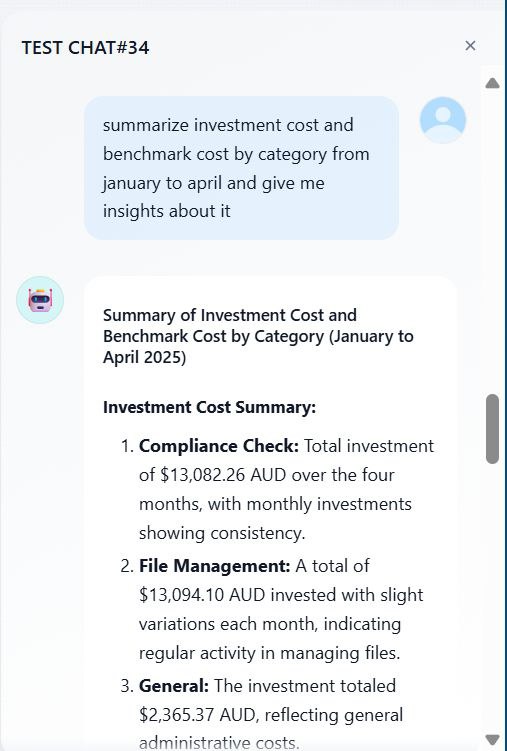 TEST CHAT#34
×
summarize investment cost and
benchmark cost by category from
january to april and give me
insights about it
Summary of Investment Cost and
Benchmark Cost by Category (January to
April 2025)
Investment Cost Summary:
1. Compliance Check: Total investment
of $13,082.26 AUD over the four
months, with monthly investments
showing consistency.
2. File Management: A total of
$13,094.10 AUD invested with slight
variations each month, indicating
regular activity in managing files.
3. General: The investment totaled
$2,365.37 AUD, reflecting general
administrative costs.